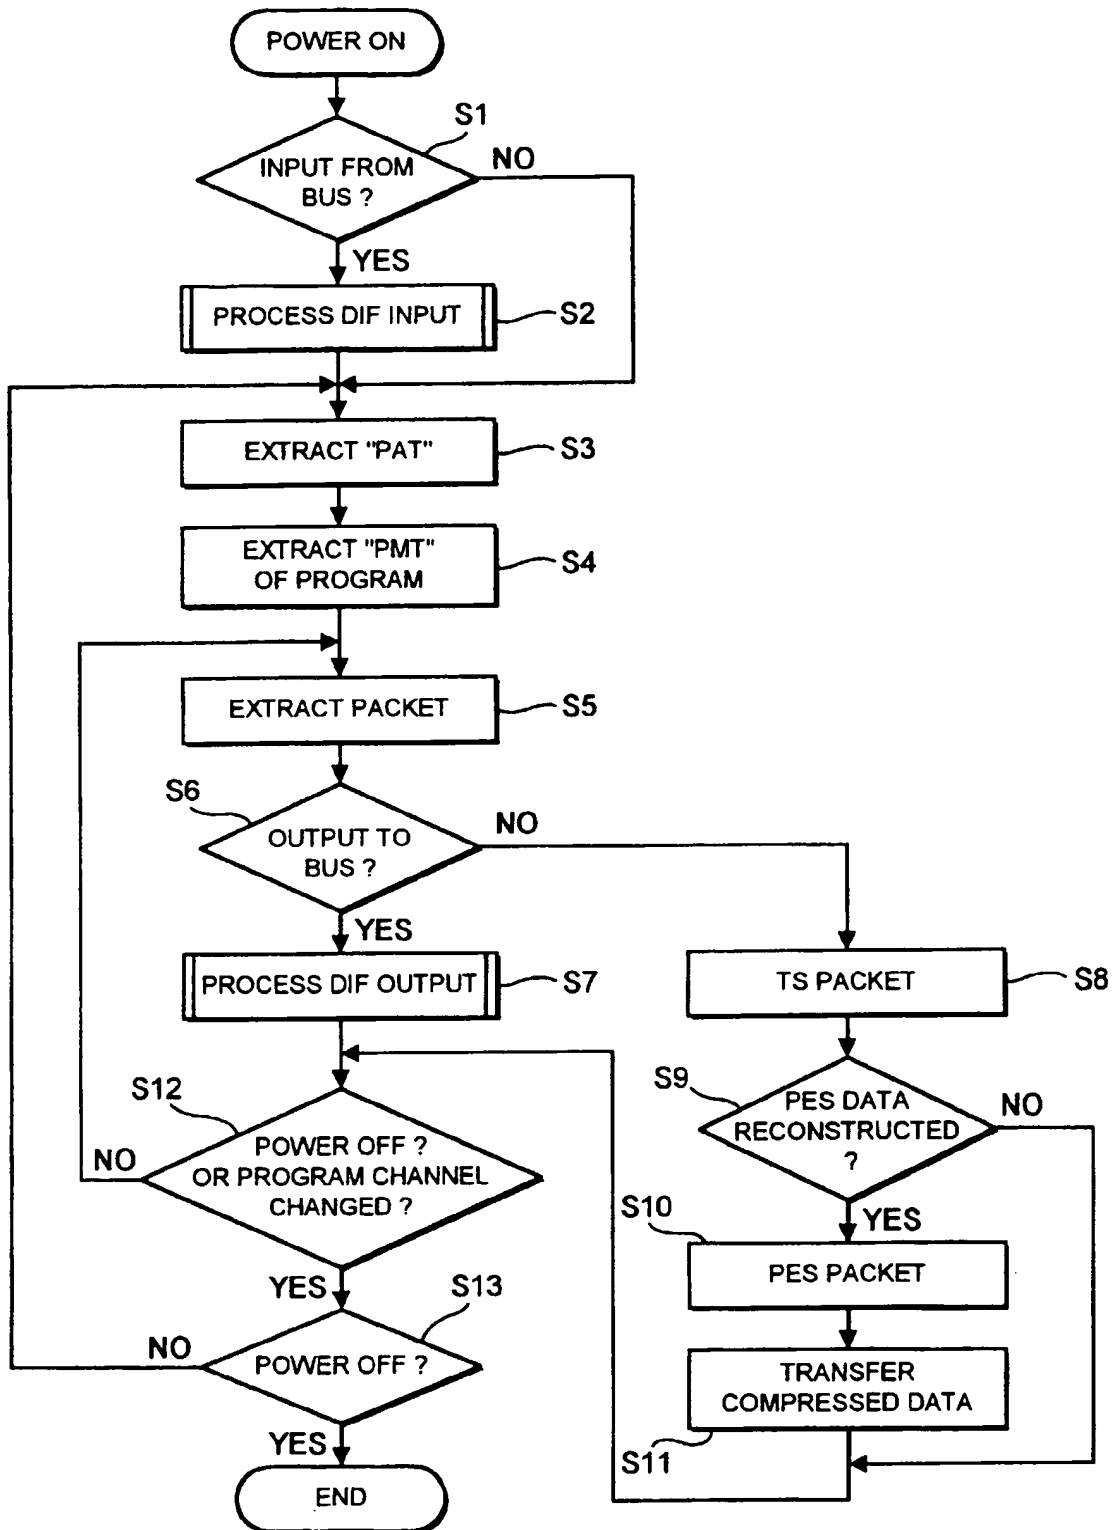 POWER ON
S1
INPUT FROM
BUS ?
NO
YES
PROCESS DIF INPUT
S2
EXTRACT "PAT"
S3
EXTRACT "PMT"
OF PROGRAM
S4
EXTRACT PACKET
S5
S6
OUTPUT TO
BUS ?
NO
YES
PROCESS DIF OUTPUT
S7
TS PACKET
S8
S9
PES DATA
RECONSTRUCTED
?
NO
YES
S10
PES PACKET
TRANSFER
COMPRESSED DATA
S11
S12
POWER OFF ?
OR PROGRAM CHANNEL
CHANGED ?
NO
YES
S13
POWER OFF ?
NO
YES
END